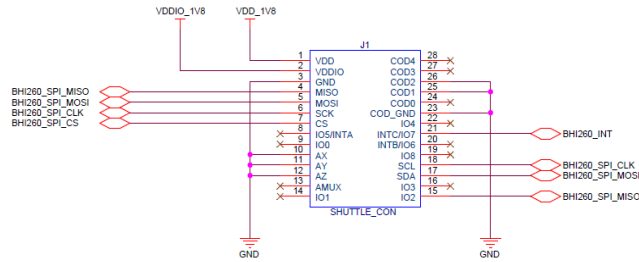 VDDIO_1V8 VDD_1V8
J1
1 VDD COD4 28
2 VDDIO COD3 27
3 GND COD2 26
BHI260_SPI_MISO 4 MISO COD1 25
BHI260_SPI_MOSI 5 MOSI COD0 24
BHI260_SPI_CLK 6 SCK COD_GND 23
BHI260_SPI_CS 7 CS IO4 22
8 IO5/INTA INTC/IO7 21 BHI260_INT
9 IO0 INTB/IO6 20
10 AX IO8 19
11 AY SCL 18 BHI260_SPI_CLK
12 AZ SDA 17 BHI260_SPI_MOSI
13 AMUX IO3 16
14 IO1 IO2 15 BHI260_SPI_MISO
SHUTTLE_CON
GND GND